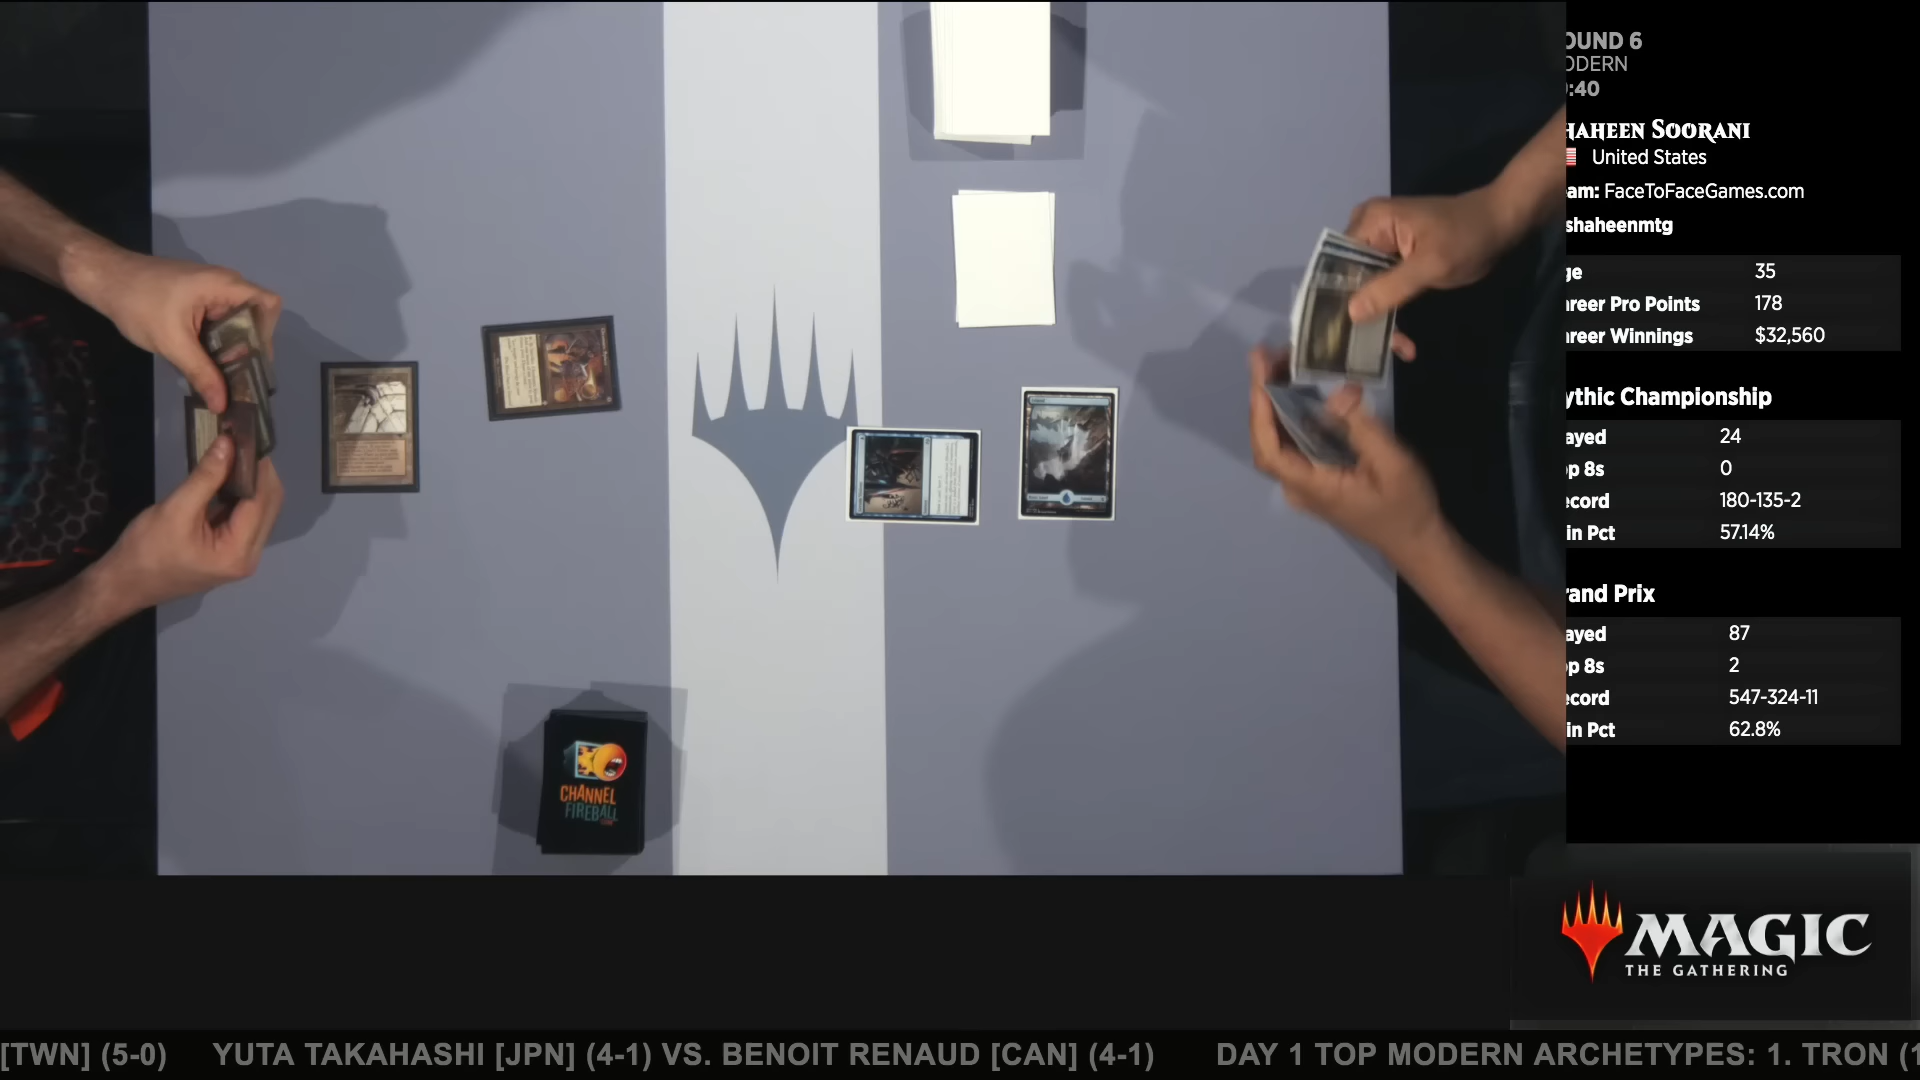 OUND 6
ODERN
:40
HAHEEN SOORANI
United States
am: FaceToFaceGames.com
shaheenmtg
ge 35
reer Pro Points 178
reer Winnings $32,560
ythic Championship
ayed 24
p 8s 0
ecord 180-135-2
in Pct 57.14%
rand Prix
ayed 87
p 8s 2
ecord 547-324-11
in Pct 62.8%
CHANNEL
FIREBALL
MAGIC
THE GATHERING
[TWN] (5-0) YUTA TAKAHASHI [JPN] (4-1) VS. BENOIT RENAUD [CAN] (4-1) DAY 1 TOP MODERN ARCHETYPES: 1. TRON (1